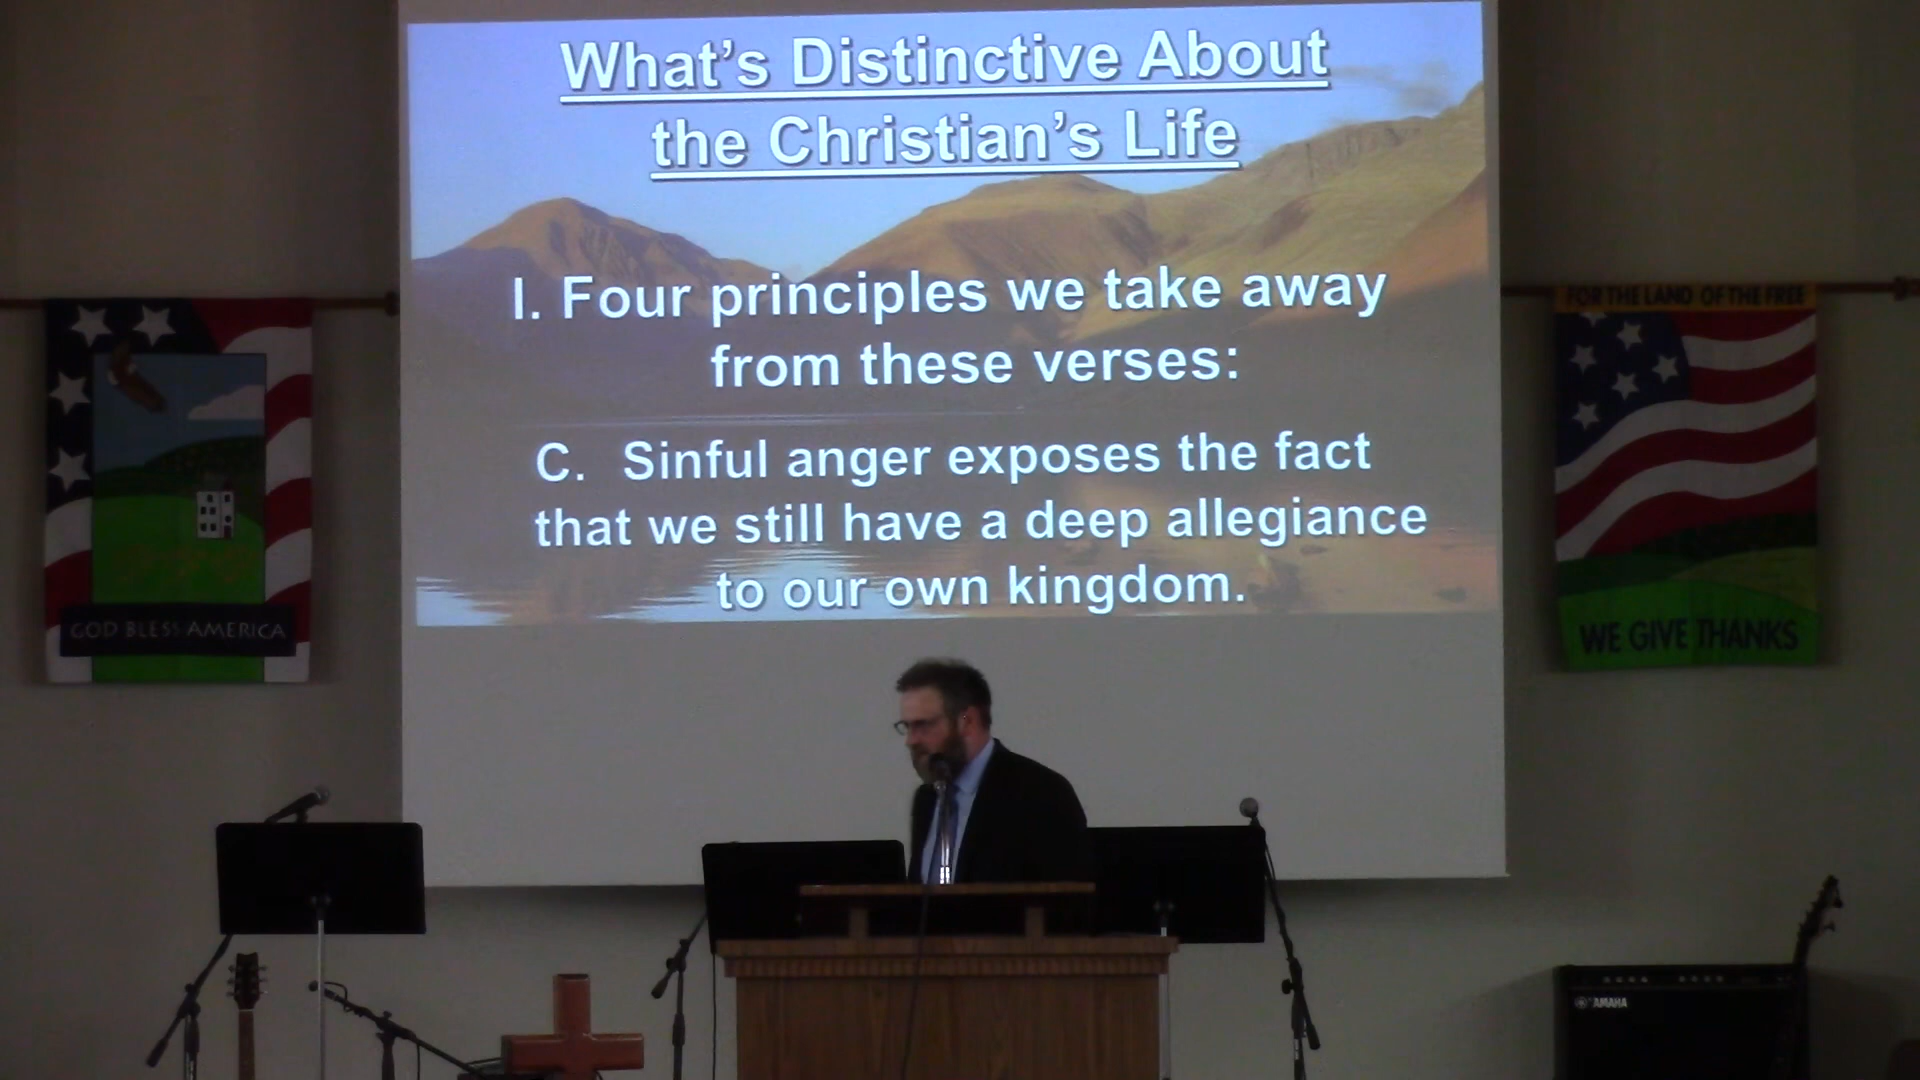 What's Distinctive About
the Christian's Life
I. Four principles we take away
from these verses:
C. Sinful anger exposes the fact
that we still have a deep allegiance
to our own kingdom.
GOD BLESS AMERICA
FOR THE LAND OF THE FREE
WE GIVE THANKS
YAMAHA